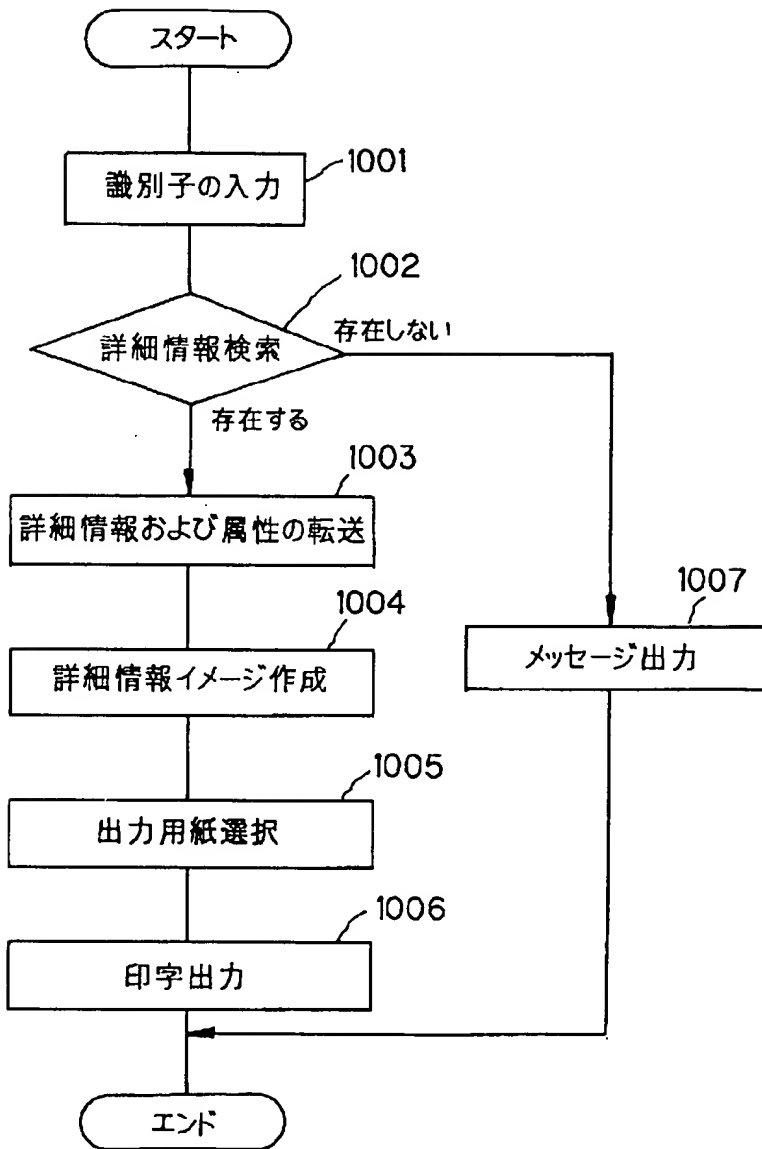 スタート
1001
識別子の入力
1002
詳細情報検索
存在しない
存在する
1003
詳細情報および属性の転送
1007
メッセージ出力
1004
詳細情報イメージ作成
1005
出力用紙選択
1006
印字出力
エンド